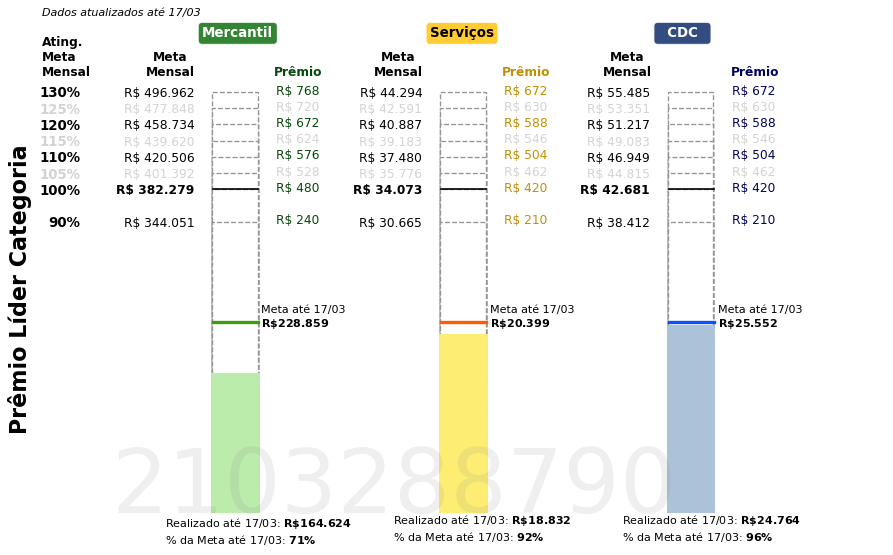 Dados atualizados até 17/03
Mercantil Serviços CDC
Ating. Meta Mensal Meta Mensal Prêmio Meta Mensal Prêmio Meta Mensal Prêmio
130% R$ 496.962 R$ 768 R$ 44.294 R$ 672 R$ 55.485 R$ 672
125% R$ 477.848 R$ 720 R$ 42.591 R$ 630 R$ 53.351 R$ 630
120% R$ 458.734 R$ 672 R$ 40.887 R$ 588 R$ 51.217 R$ 588
115% R$ 439.620 R$ 624 R$ 39.183 R$ 546 R$ 49.083 R$ 546
110% R$ 420.506 R$ 576 R$ 37.480 R$ 504 R$ 46.949 R$ 504
105% R$ 401.392 R$ 528 R$ 35.776 R$ 462 R$ 44.815 R$ 462
100% R$ 382.279 R$ 480 R$ 34.073 R$ 420 R$ 42.681 R$ 420
90% R$ 344.051 R$ 240 R$ 30.665 R$ 210 R$ 38.412 R$ 210
Prêmio Líder Categoria
Meta até 17/03 Meta até 17/03 Meta até 17/03
R$228.859 R$20.399 R$25.552
2103288790
Realizado até 17/03: R$164.624 Realizado até 17/03: R$18.832 Realizado até 17/03: R$24.764
% da Meta até 17/03: 71% % da Meta até 17/03: 92% % da Meta até 17/03: 96%